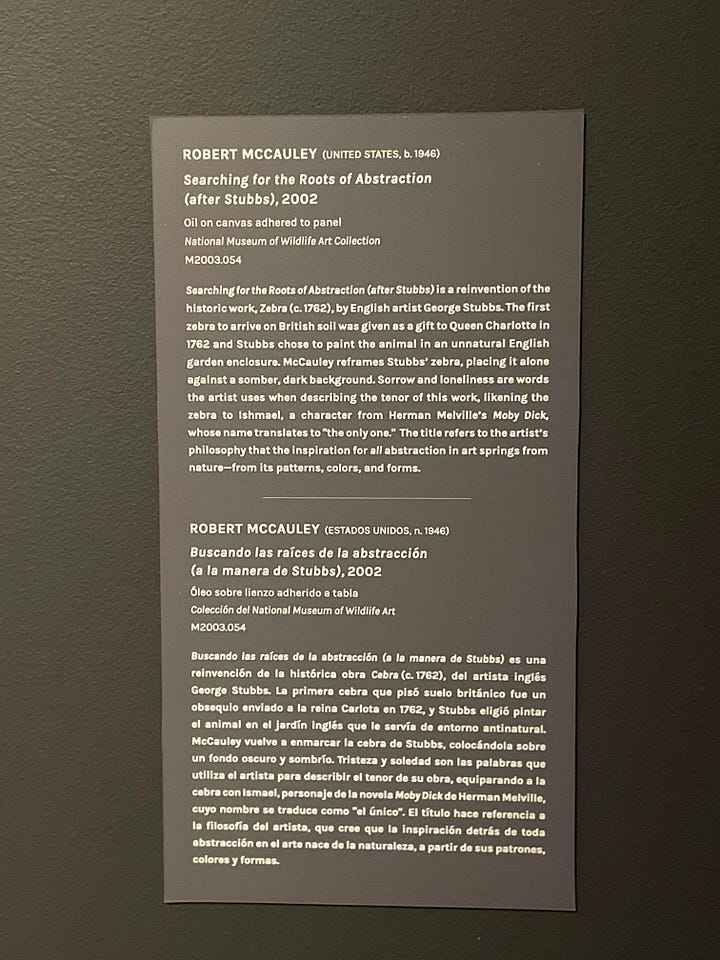 ROBERT MCCAULEY (UNITED STATES, b. 1946)
Searching for the Roots of Abstraction
(after Stubbs), 2002
Oil on canvas adhered to panel
National Museum of Wildlife Art Collection
M2003.054
Searching for the Roots of Abstraction (after Stubbs) is a reinvention of the
historic work, Zebra (c. 1762), by English artist George Stubbs. The first
zebra to arrive on British soil was given as a gift to Queen Charlotte in
1762 and Stubbs chose to paint the animal in an unnatural English
garden enclosure. McCauley reframes Stubbs' zebra, placing it alone
against a somber, dark background. Sorrow and loneliness are words
the artist uses when describing the tenor of this work, likening the
zebra to Ishmael, a character from Herman Melville's Moby Dick,
whose name translates to "the only one." The title refers to the artist's
philosophy that the inspiration for all abstraction in art springs from
nature—from its patterns, colors, and forms.
ROBERT MCCAULEY (ESTADOS UNIDOS, n. 1946)
Buscando las raíces de la abstracción
(a la manera de Stubbs), 2002
Óleo sobre lienzo adherido a tabla
Colección del National Museum of Wildlife Art
M2003.054
Buscando las raíces de la abstracción (a la manera de Stubbs) es una
reinvención de la histórica obra Cebra (c. 1762), del artista inglés
George Stubbs. La primera cebra que pisó suelo británico fue un
obsequio enviado a la reina Carlota en 1762, y Stubbs eligió pintar
el animal en el jardín inglés que le servía de entorno antinatural.
McCauley vuelve a enmarcar la cebra de Stubbs, colocándola sobre
un fondo oscuro y sombrío. Tristeza y soledad son las palabras que
utiliza el artista para describir el tenor de su obra, equiparando a la
cebra con Ismael, personaje de la novela Moby Dick de Herman Melville,
cuyo nombre se traduce como "el único". El título hace referencia a
la filosofía del artista, que cree que la inspiración detrás de toda
abstracción en el arte nace de la naturaleza, a partir de sus patrones,
colores y formas.